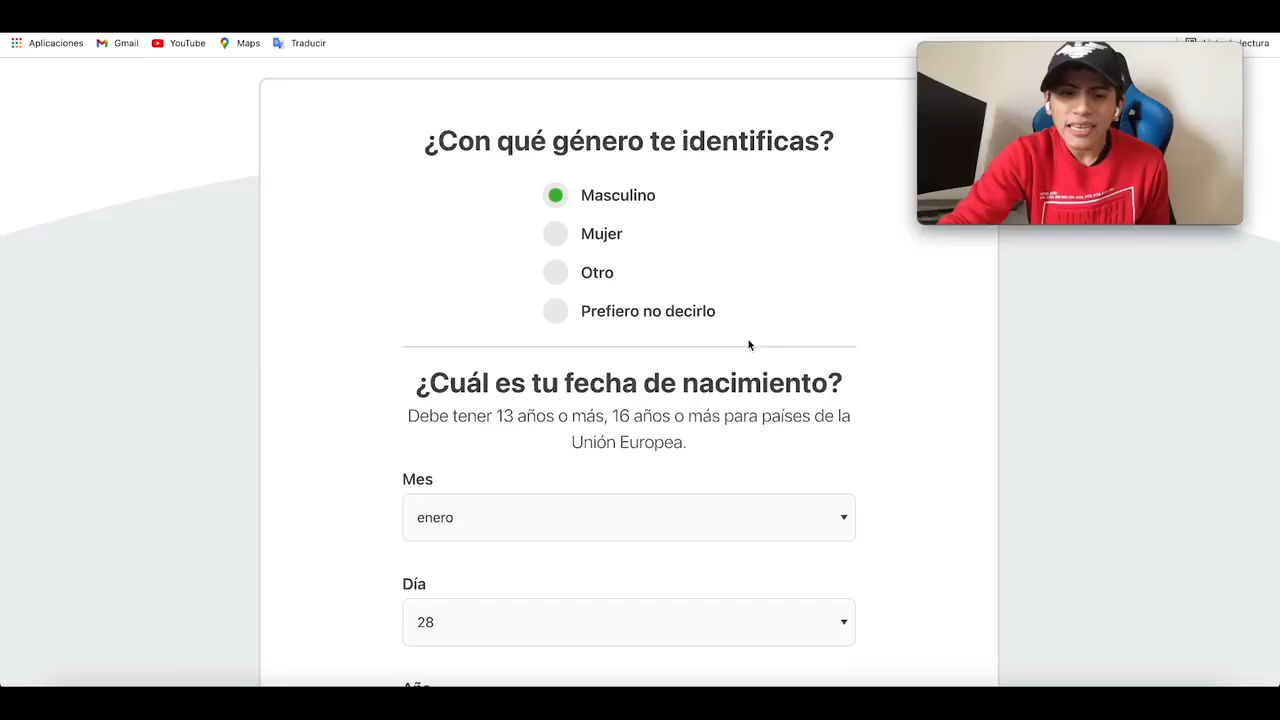 Aplicaciones Gmail YouTube Maps Traducir
¿Con qué género te identificas?
Masculino
Mujer
Otro
Prefiero no decirlo
¿Cuál es tu fecha de nacimiento?
Debe tener 13 años o más, 16 años o más para países de la
Unión Europea.
Mes
enero
Día
28
Año